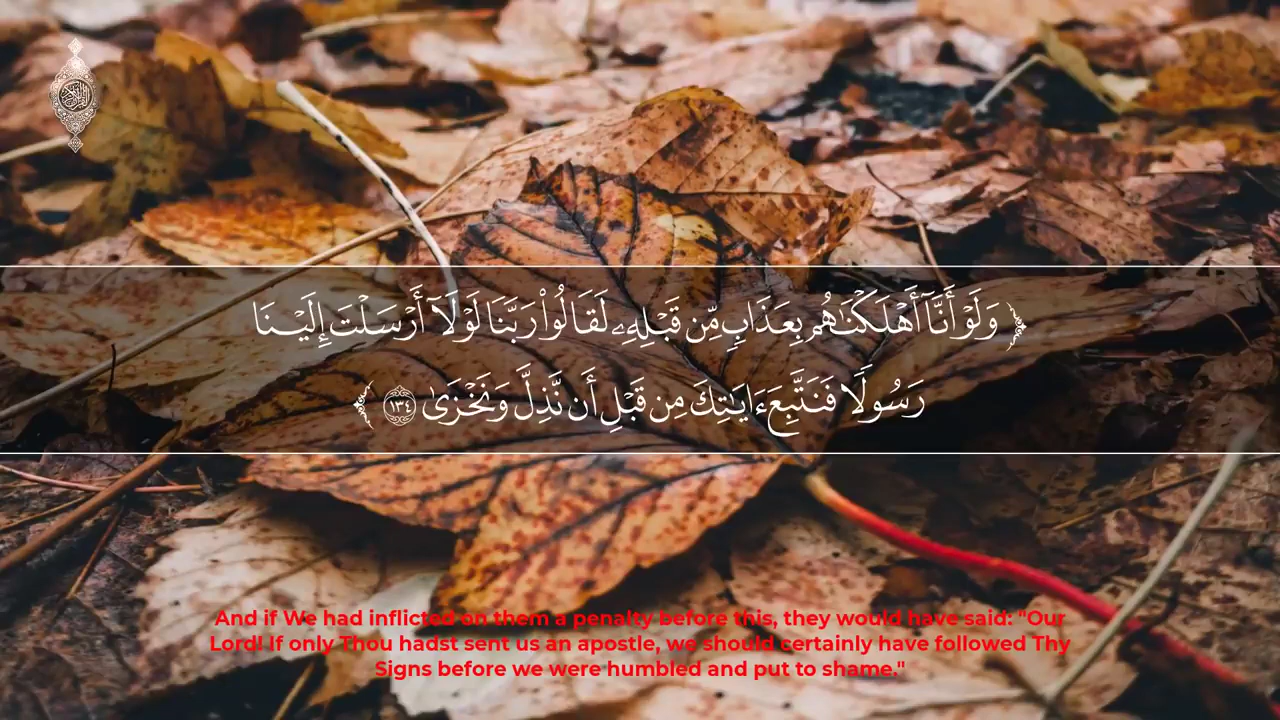 ﴿ وَلَوْ أَنَّآ أَهْلَكْنَٰهُم بِعَذَابٍ مِّن قَبْلِهِۦ لَقَالُوا۟ رَبَّنَا لَوْلَآ أَرْسَلْتَ إِلَيْنَا
رَسُولًا فَنَتَّبِعَ ءَايَٰتِكَ مِن قَبْلِ أَن نَّذِلَّ وَنَخْزَىٰ ١٣٤ ﴾
And if We had inflicted on them a penalty before this, they would have said: "Our
Lord! If only Thou hadst sent us an apostle, we should certainly have followed Thy
Signs before we were humbled and put to shame."